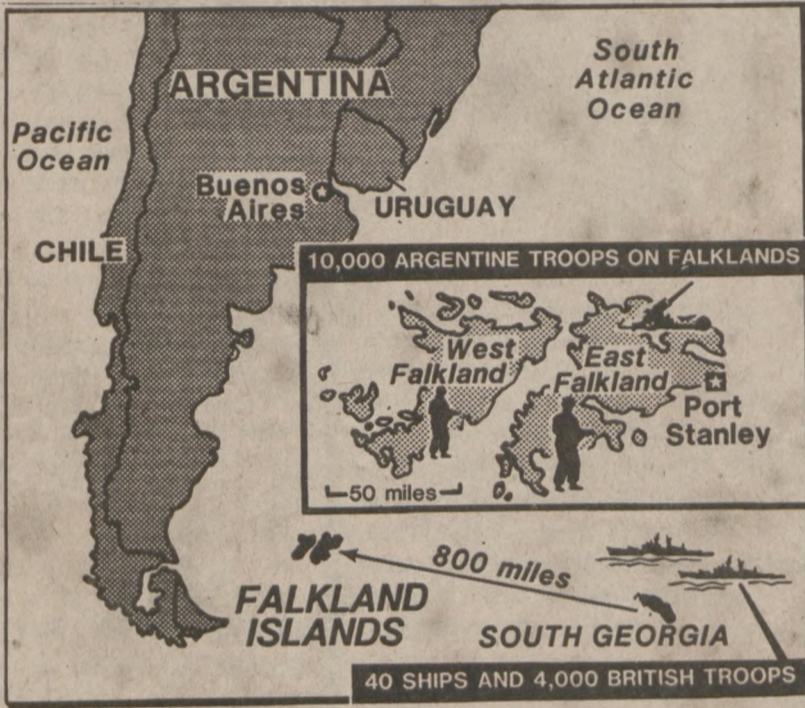 ARGENTINA
South
Atlantic
Ocean
Pacific
Ocean
Buenos
Aires
URUGUAY
CHILE
10,000 ARGENTINE TROOPS ON FALKLANDS
West
Falkland
East
Falkland
Port
Stanley
50 miles
800 miles
FALKLAND
ISLANDS
SOUTH GEORGIA
40 SHIPS AND 4,000 BRITISH TROOPS